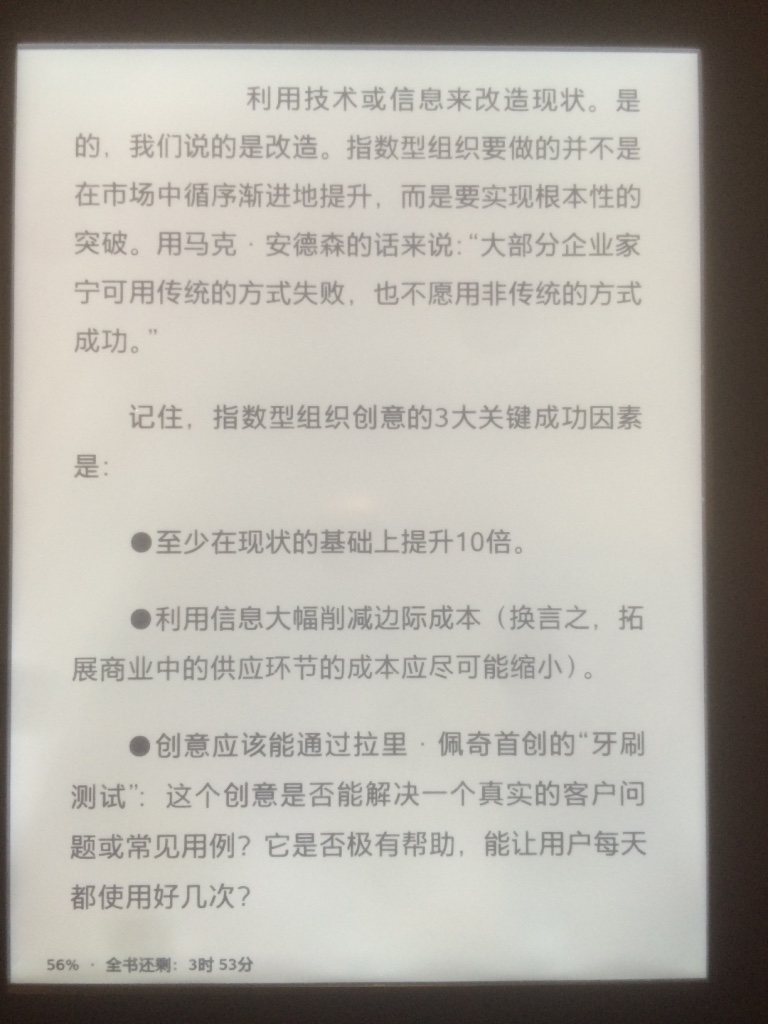 利用技术或信息来改造现状。是
的，我们说的是改造。指数型组织要做的并不是
在市场中循序渐进地提升，而是要实现根本性的
突破。用马克·安德森的话来说：“大部分企业家
宁可用传统的方式失败，也不愿用非传统的方式
成功。”
记住，指数型组织创意的3大关键成功因素
是：
●至少在现状的基础上提升10倍。
●利用信息大幅削减边际成本（换言之，拓
展商业中的供应环节的成本应尽可能缩小）。
●创意应该能通过拉里·佩奇首创的“牙刷
测试”：这个创意是否能解决一个真实的客户问
题或常见用例？它是否极有帮助，能让用户每天
都使用好几次？
56% · 全书还剩：3时 53分